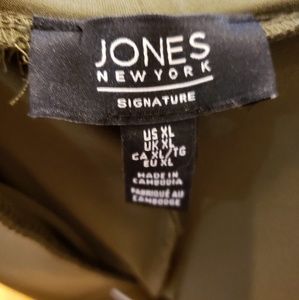 JONES
NEW YORK
SIGNATURE
US XL
UK XL
CA XL/TG
EU XL
MADE IN
CAMBODIA
FABRIQUÉ AU
CAMBODGE